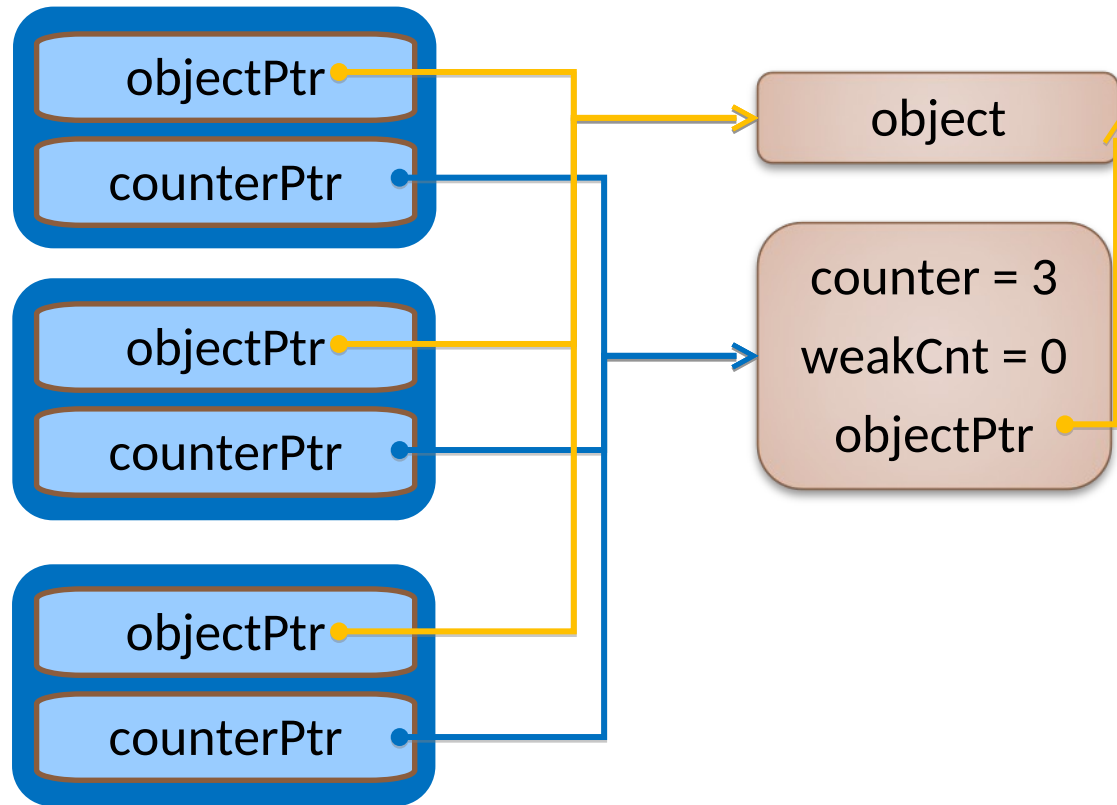 objectPtr
counterPtr
objectPtr
counterPtr
objectPtr
counterPtr
object
counter = 3
weakCnt = 0
objectPtr